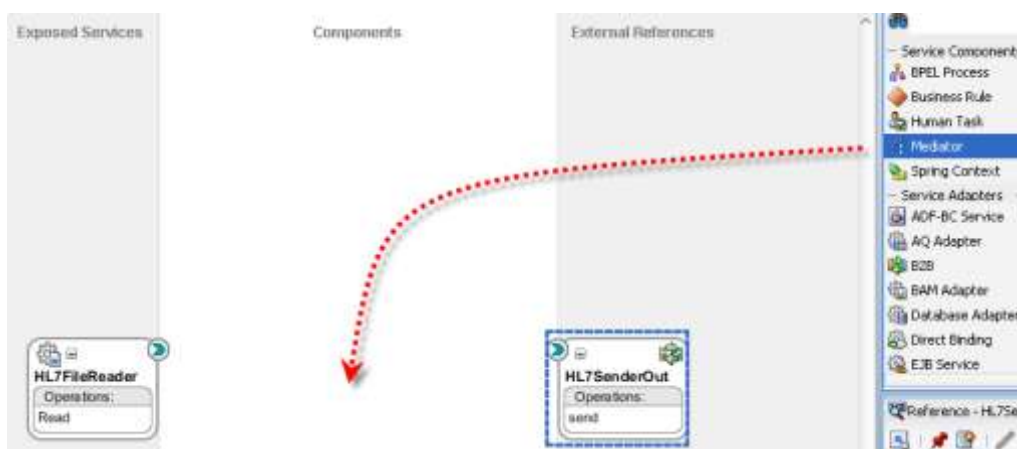 Exposed Services
Components
External References
HL7FileReader
Operations:
Read
HL7SenderOut
Operations:
send
Service Components
BPEL Process
Business Rule
Human Task
Mediator
Spring Context
Service Adapters
ADF-BC Service
AQ Adapter
B2B
BAM Adapter
Database Adapter
Direct Binding
EJB Service
Reference - HL7Se